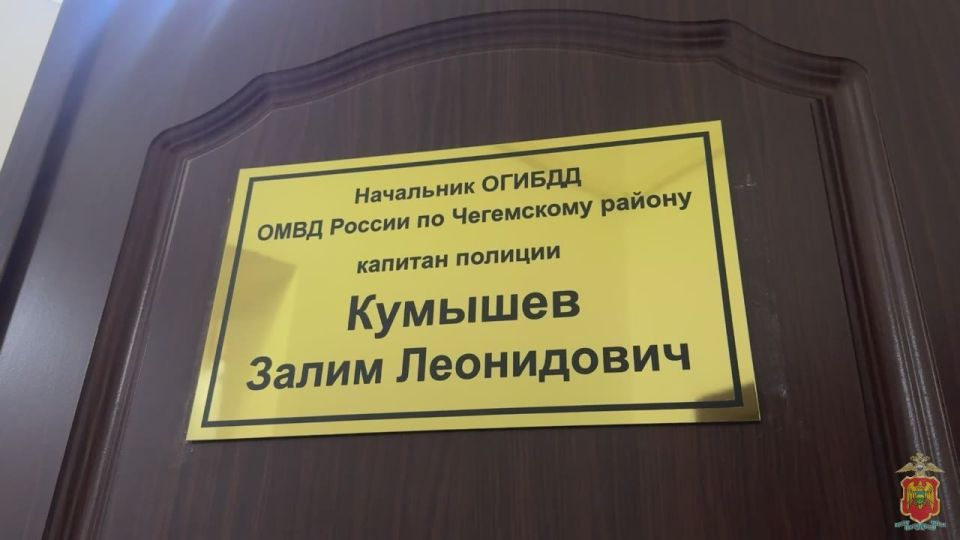 Начальник ОГИБДД
ОМВД России по Чегемскому району
капитан полиции
Кумышев
Залим Леонидович